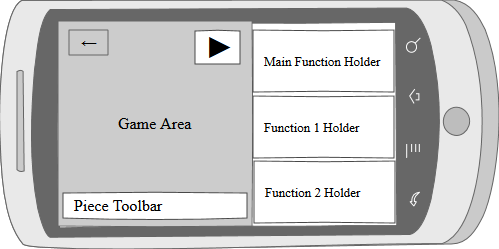 ←
Main Function Holder
Game Area
Function 1 Holder
Function 2 Holder
Piece Toolbar